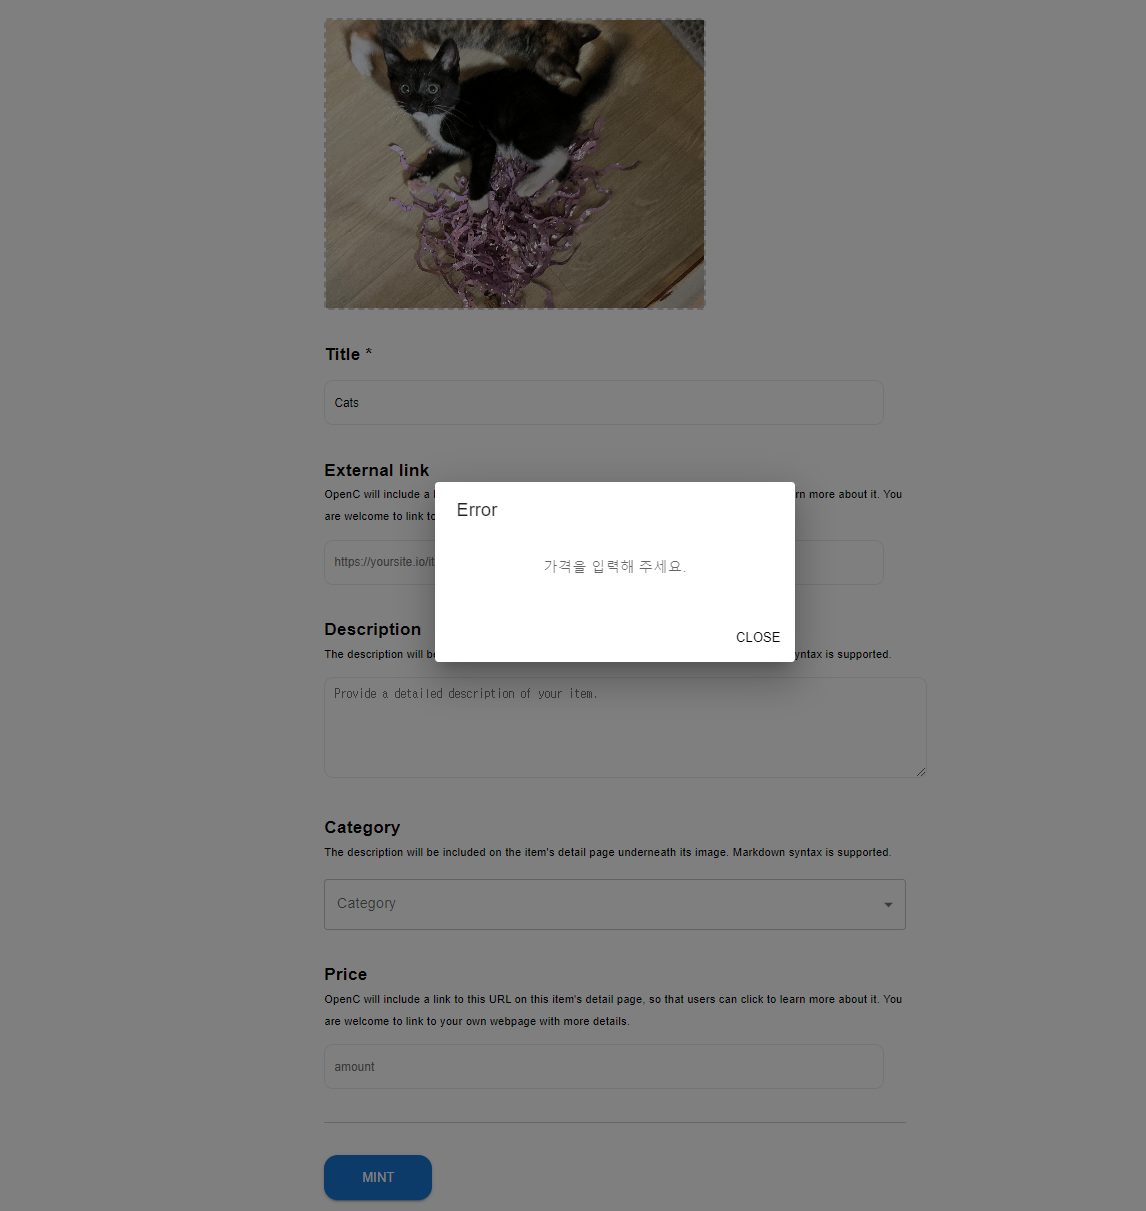 Title *
Cats
External link
OpenC will include a
rn more about it. You
are welcome to link to
https://yoursite.io/it
Error
가격을 입력해 주세요.
CLOSE
Description
The description will b
yntax is supported.
Provide a detailed description of your item.
Category
The description will be included on the item's detail page underneath its image. Markdown syntax is supported.
Category
Price
OpenC will include a link to this URL on this item's detail page, so that users can click to learn more about it. You
are welcome to link to your own webpage with more details.
amount
MINT